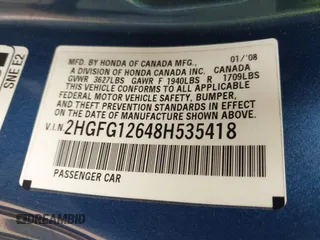 SNE E2
MFD. BY HONDA OF CANADA MFG., 01/'08
A DIVISION OF HONDA CANADA INC. CANADA
GVWR 3627LBS GAWR F 1940LBS R 1709LBS
THIS VEHICLE CONFORMS TO ALL APPLICABLE
FEDERAL MOTOR VEHICLE SAFETY, BUMPER,
AND THEFT PREVENTION STANDARDS IN EFFECT
ON THE DATE OF MANUFACTURE SHOWN ABOVE.
V.I.N: 2HGFG12648H535418
PASSENGER CAR
DREAMBID